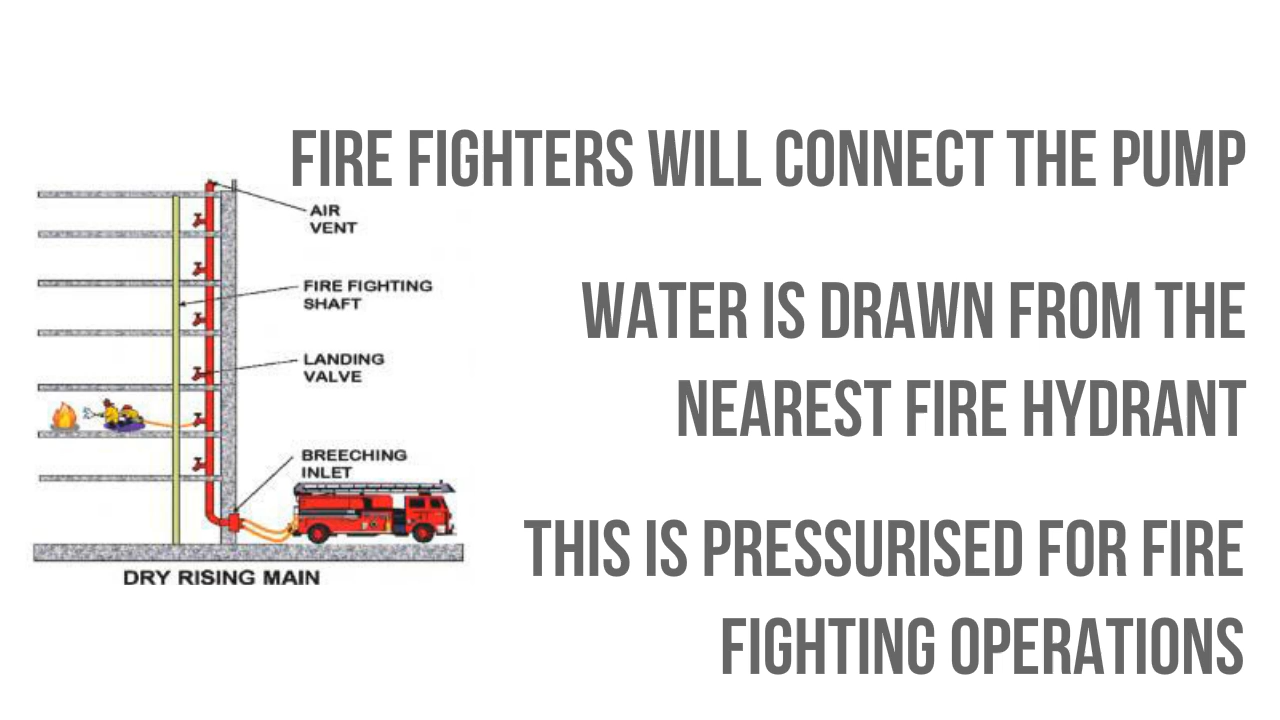 FIRE FIGHTERS WILL CONNECT THE PUMP
AIR
VENT
FIRE FIGHTING
SHAFT
LANDING
VALVE
BREECHING
INLET
DRY RISING MAIN
WATER IS DRAWN FROM THE
NEAREST FIRE HYDRANT
THIS IS PRESSURISED FOR FIRE
FIGHTING OPERATIONS